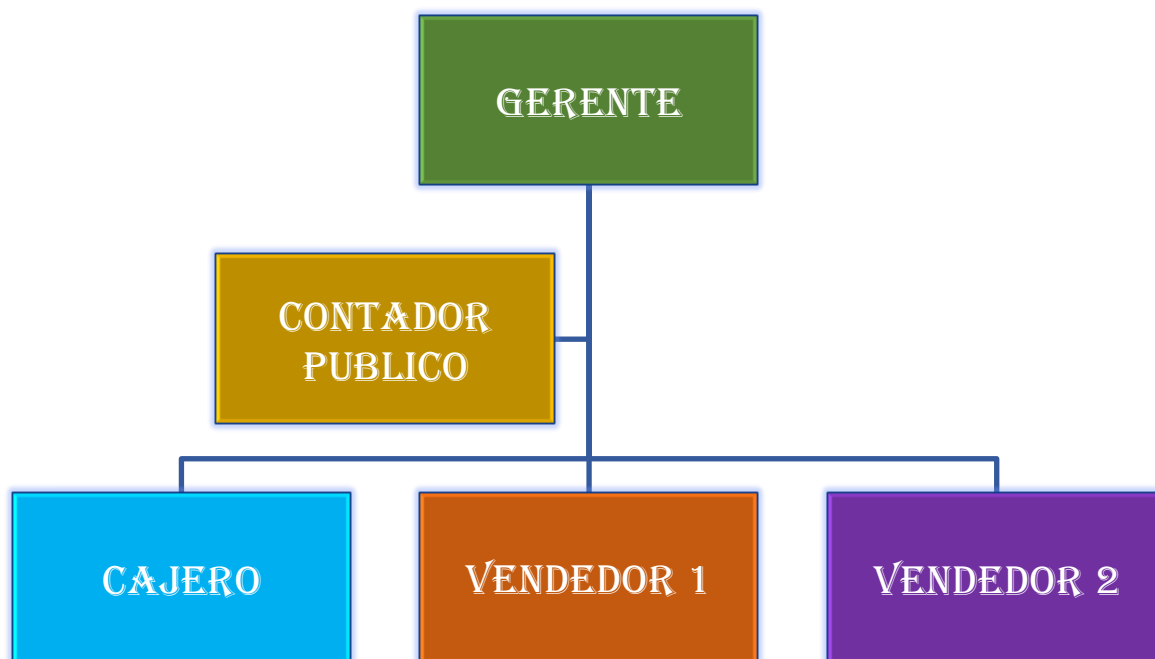 GERENTE
CONTADOR
PUBLICO
CAJERO
VENDEDOR 1
VENDEDOR 2